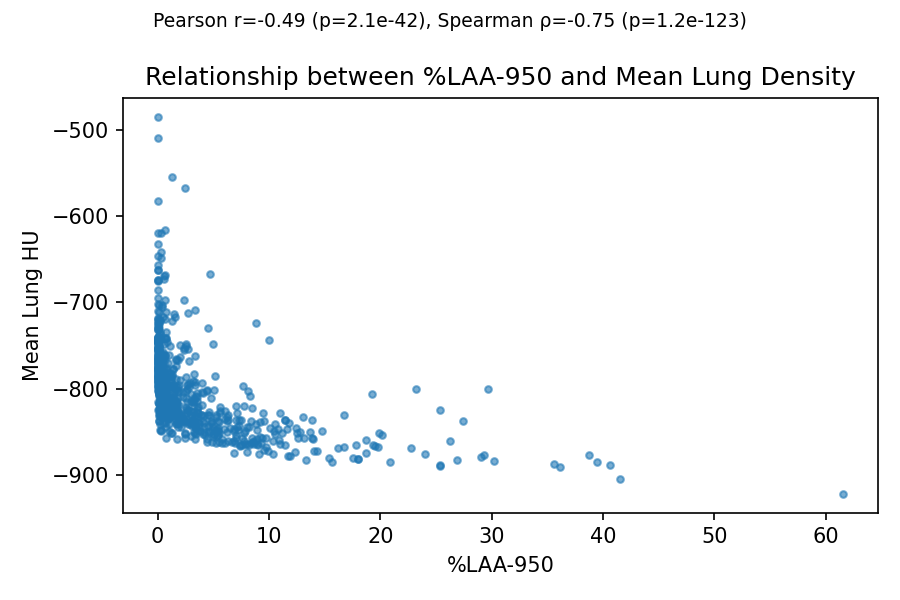 Pearson r=-0.49 (p=2.1e-42), Spearman ρ=-0.75 (p=1.2e-123)
Relationship between %LAA-950 and Mean Lung Density
−500
−600
−700
−800
−900
Mean Lung HU
0 10 20 30 40 50 60
%LAA-950